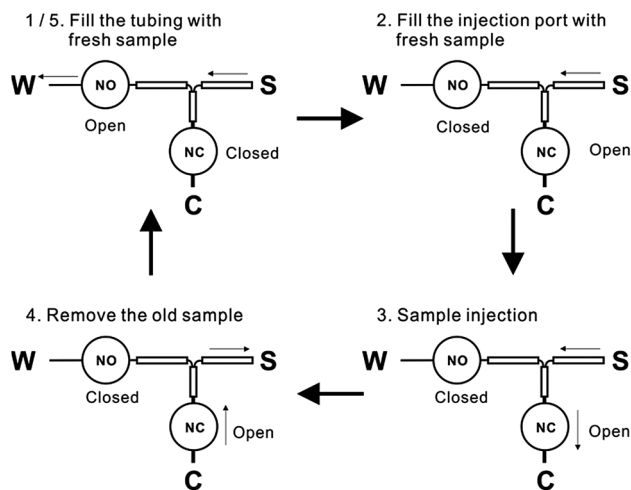 1 / 5. Fill the tubing with
fresh sample
W
NO
S
Open
NC
Closed
C
2. Fill the injection port with
fresh sample
W
NO
S
Closed
NC
Open
C
4. Remove the old sample
W
NO
S
Closed
NC
Open
C
3. Sample injection
W
NO
S
Closed
NC
Open
C